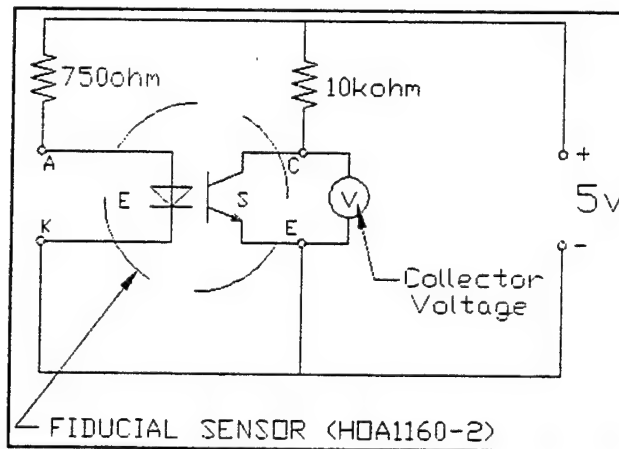 750ohm
10kohm
A
C
+
E
S
V
5v
K
E
-
Collector
Voltage
FIDUCIAL SENSOR (HOA1160-2)